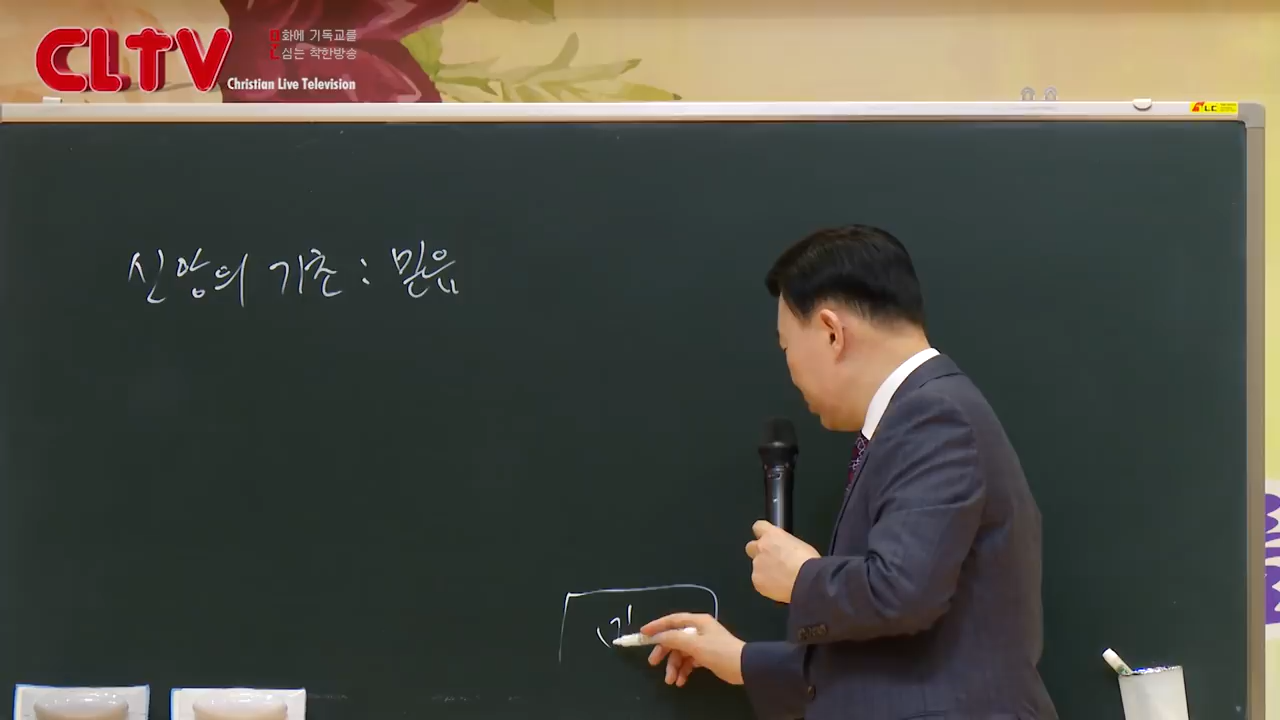 CLTV
문화에 기독교를
심는 착한방송
Christian Live Television
신앙의 기초 : 믿음